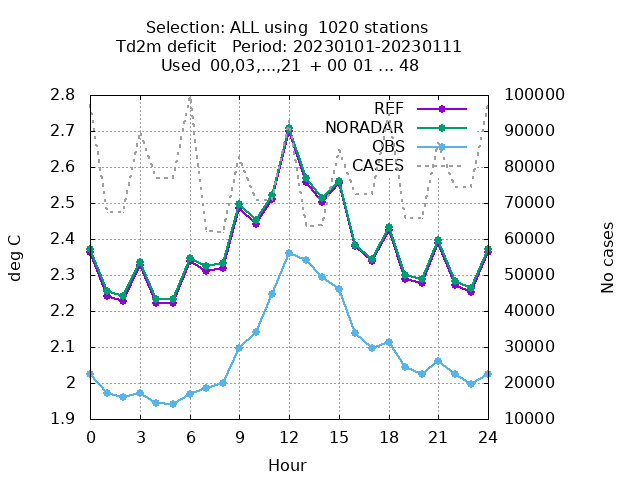 Selection: ALL using  1020 stations
Td2m deficit   Period: 20230101-20230111
Used  00,03,...,21  + 00 01 ... 48
2.8
2.7
2.6
2.5
2.4
2.3
2.2
2.1
2
1.9
deg C
REF
NORADAR
OBS
CASES
100000
90000
80000
70000
60000
50000
40000
30000
20000
10000
No cases
0 3 6 9 12 15 18 21 24
Hour